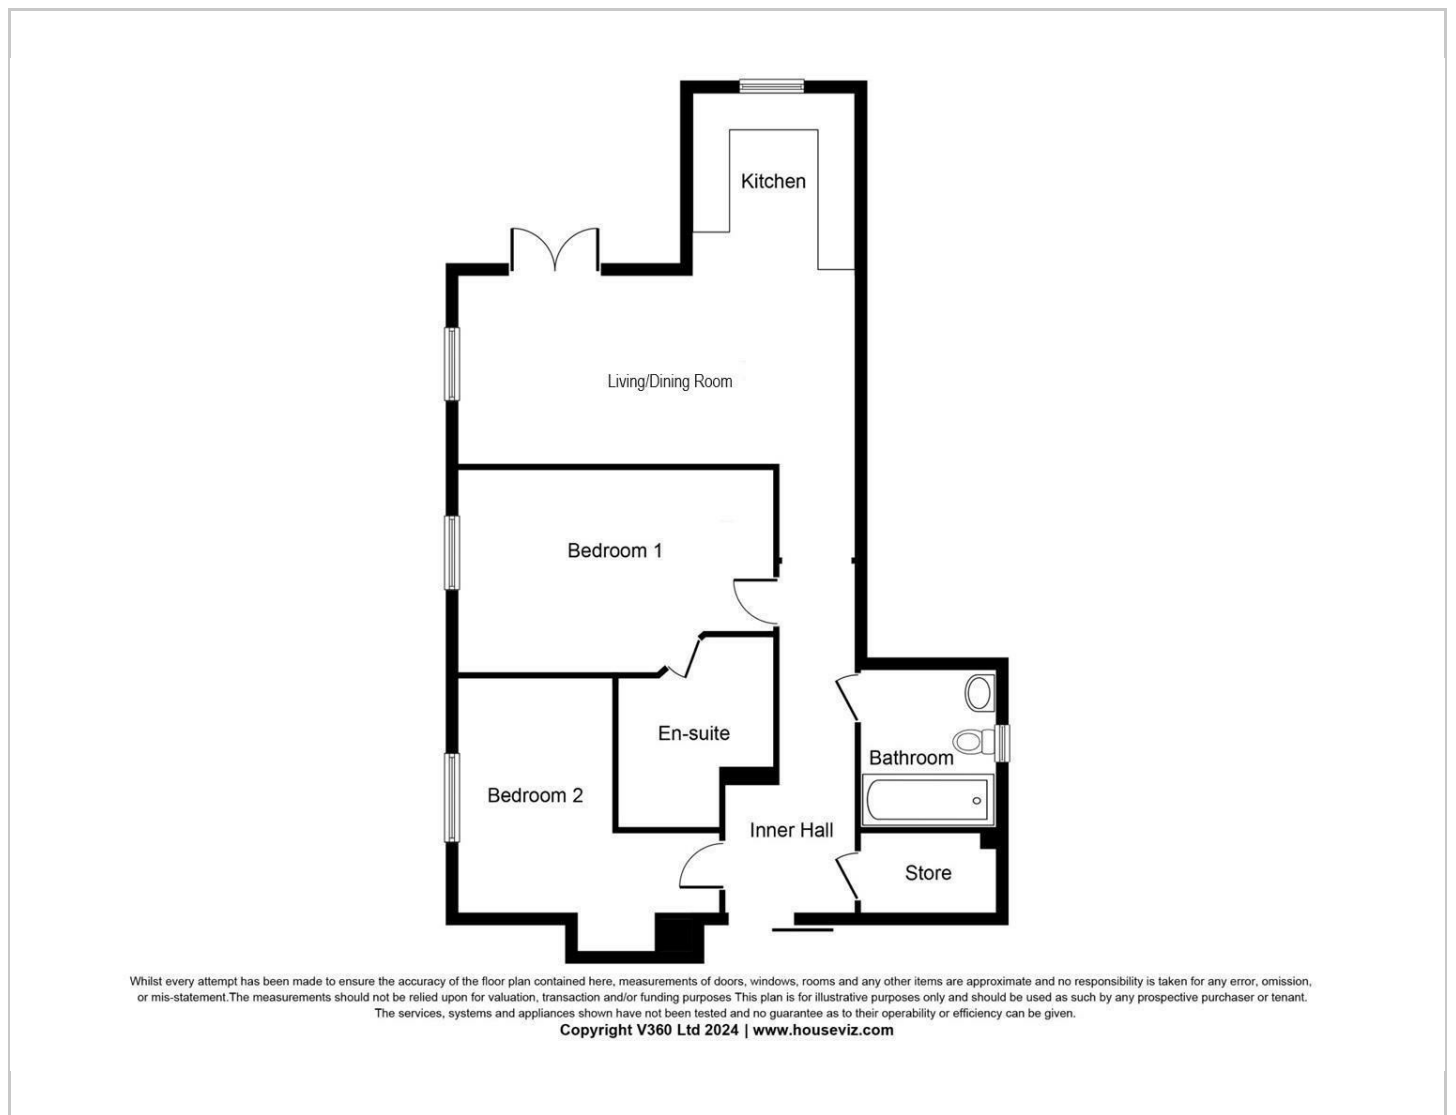 Kitchen
Living/Dining Room
Bedroom 1
En-suite
Bathroom
Bedroom 2
Inner Hall
Store
Whilst every attempt has been made to ensure the accuracy of the floor plan contained here, measurements of doors, windows, rooms and any other items are approximate and no responsibility is taken for any error, omission,
or mis-statement.The measurements should not be relied upon for valuation, transaction and/or funding purposes This plan is for illustrative purposes only and should be used as such by any prospective purchaser or tenant.
The services, systems and appliances shown have not been tested and no guarantee as to their operability or efficiency can be given.
Copyright V360 Ltd 2024 | www.houseviz.com